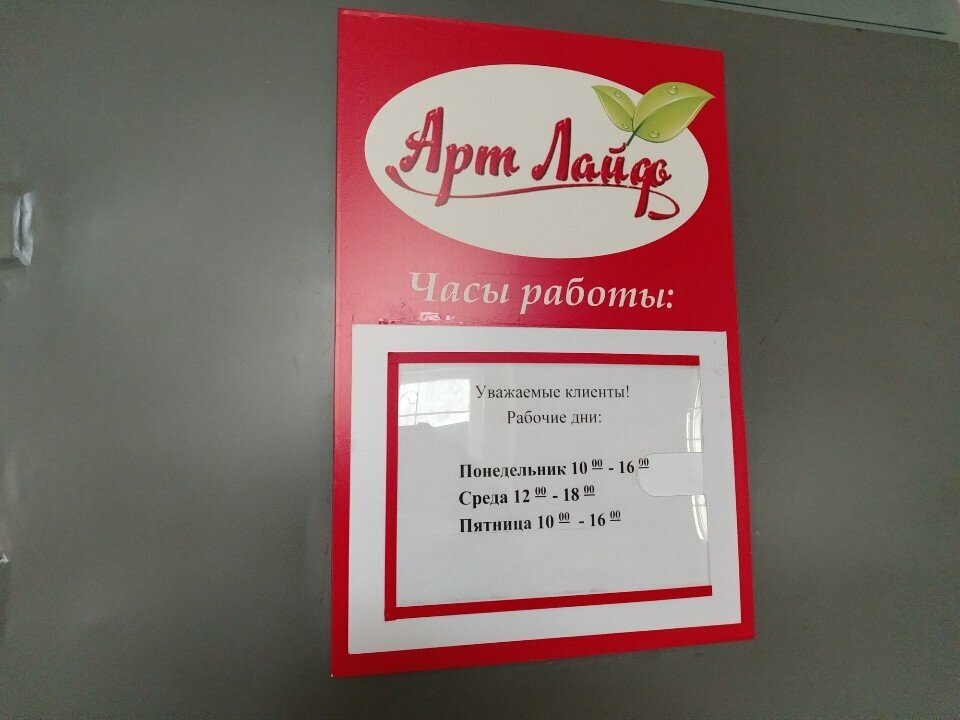 Арт Лайф
Часы работы:
Уважаемые клиенты!
Рабочие дни:
Понедельник 10 00 - 16 00
Среда 12 00 - 18 00
Пятница 10 00 - 16 00